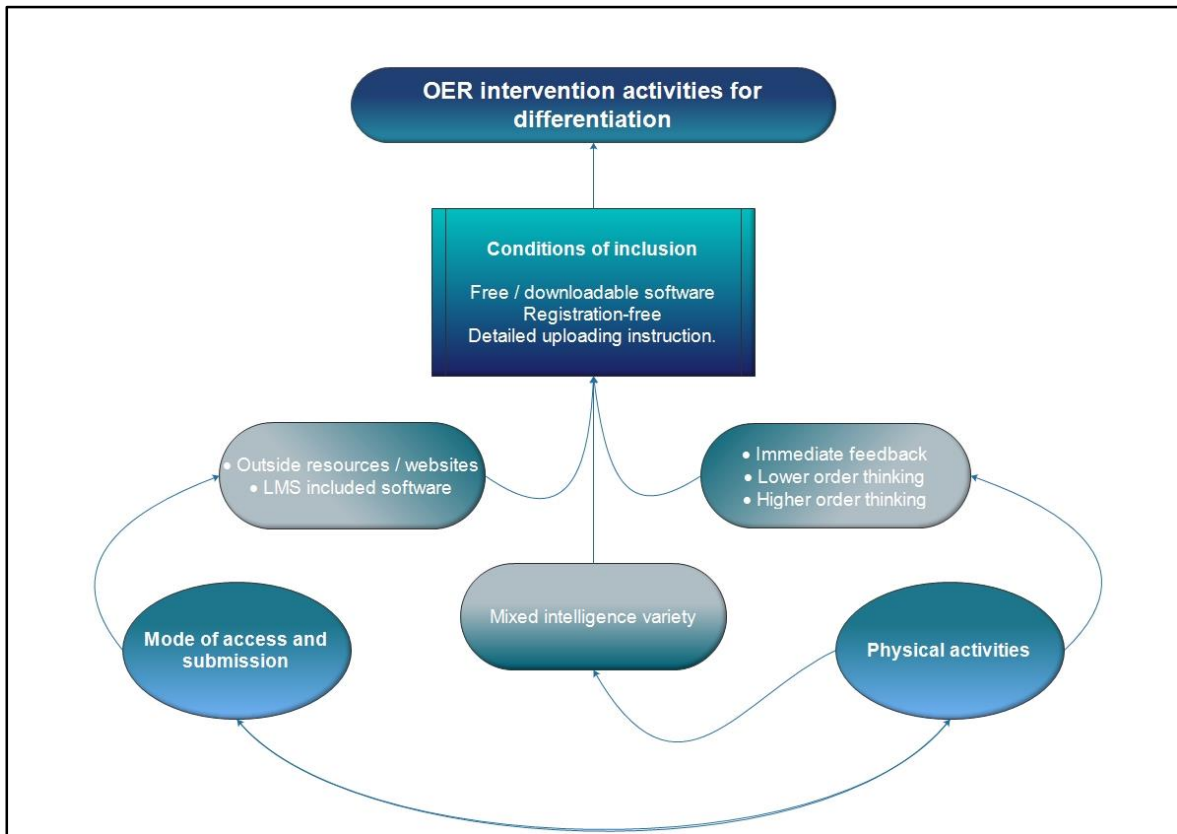 OER intervention activities for
differentiation
Conditions of inclusion
Free / downloadable software
Registration-free
Detailed uploading instruction.
• Outside resources / websites
• LMS included software
• Immediate feedback
• Lower order thinking
• Higher order thinking
Mixed intelligence variety
Mode of access and
submission
Physical activities